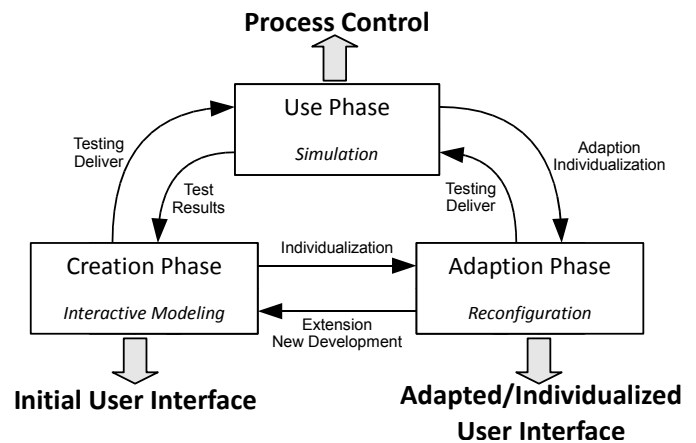 Process Control
Use Phase
Simulation
Testing
Deliver
Adaption
Individualization
Test
Results
Testing
Deliver
Creation Phase
Interactive Modeling
Individualization
Adaption Phase
Reconfiguration
Extension
New Development
Initial User Interface
Adapted/Individualized
User Interface